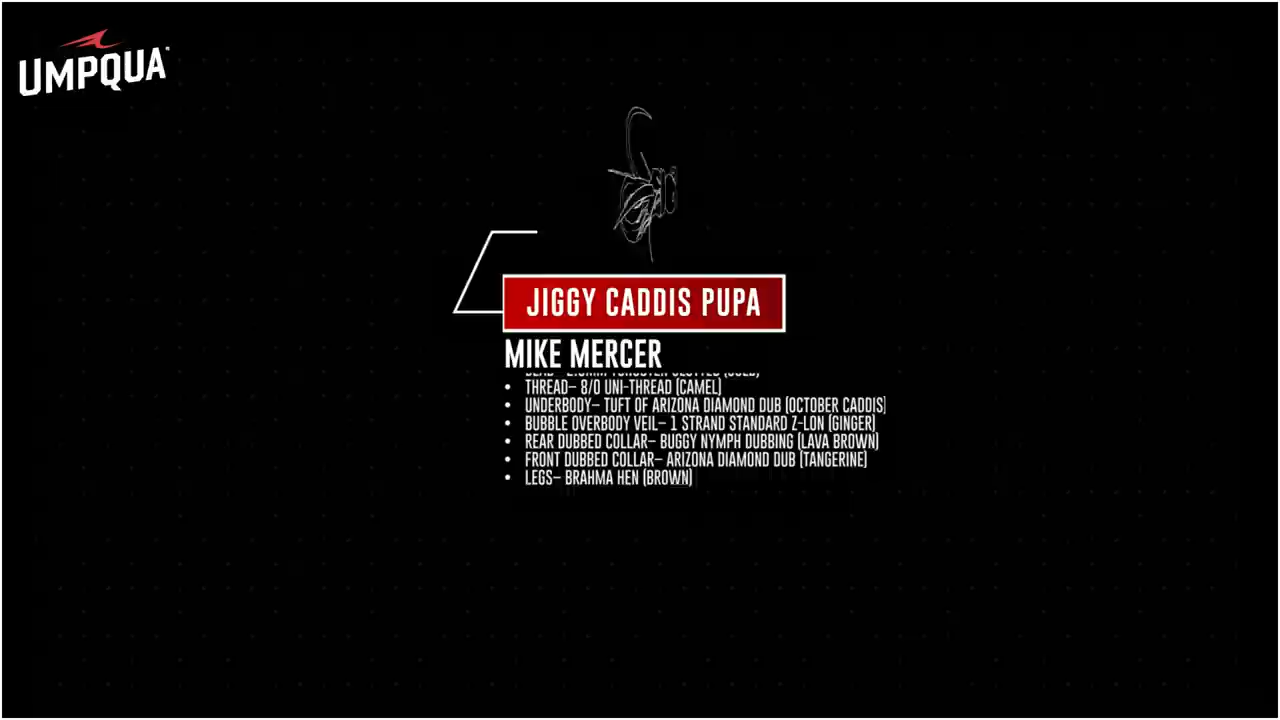 UMPQUA
JIGGY CADDIS PUPA
MIKE MERCER
• THREAD– 8/0 UNI-THREAD (CAMEL)
• UNDERBODY– TUFT OF ARIZONA DIAMOND DUB (OCTOBER CADDIS)
• BUBBLE OVERBODY VEIL– 1 STRAND STANDARD Z-LON (GINGER)
• REAR DUBBED COLLAR– BUGGY NYMPH DUBBING (LAVA BROWN)
• FRONT DUBBED COLLAR– ARIZONA DIAMOND DUB (TANGERINE)
• LEGS– BRAHMA HEN (BROWN)